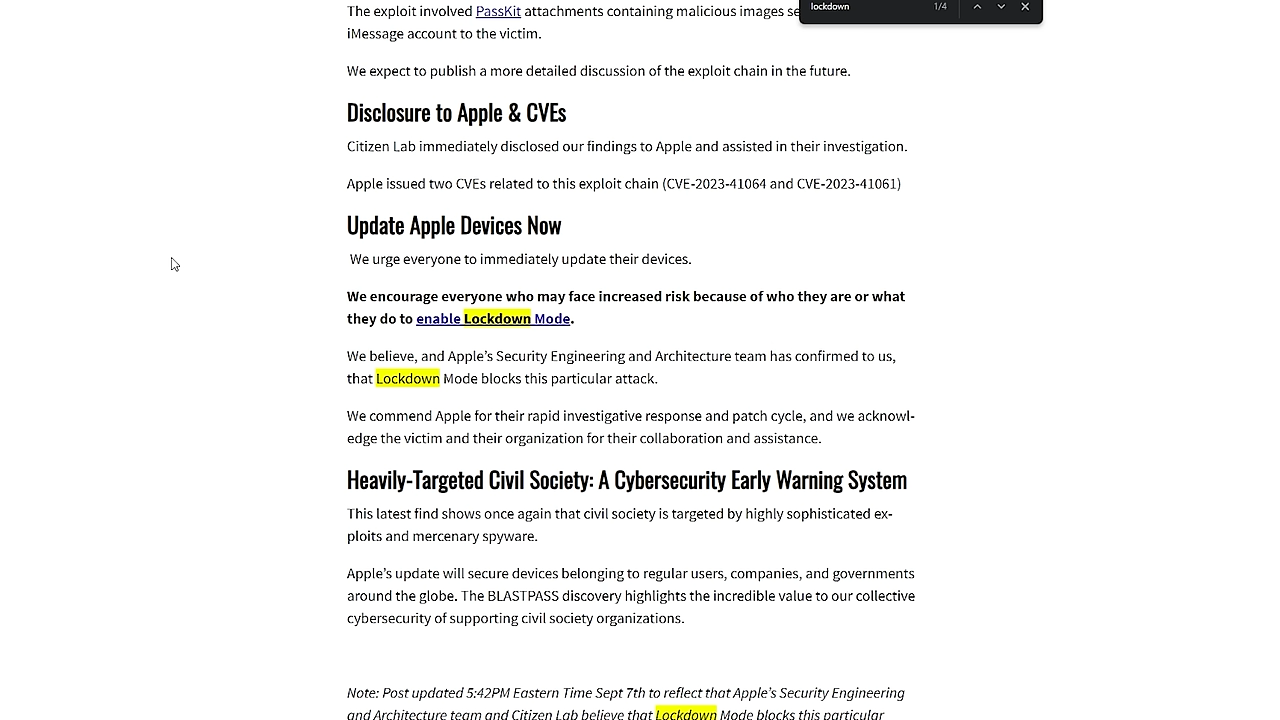 lockdown 1/4
The exploit involved PassKit attachments containing malicious images se
iMessage account to the victim.
We expect to publish a more detailed discussion of the exploit chain in the future.
Disclosure to Apple & CVEs
Citizen Lab immediately disclosed our findings to Apple and assisted in their investigation.
Apple issued two CVEs related to this exploit chain (CVE-2023-41064 and CVE-2023-41061)
Update Apple Devices Now
We urge everyone to immediately update their devices.
We encourage everyone who may face increased risk because of who they are or what
they do to enable Lockdown Mode.
We believe, and Apple’s Security Engineering and Architecture team has confirmed to us,
that Lockdown Mode blocks this particular attack.
We commend Apple for their rapid investigative response and patch cycle, and we acknowl-
edge the victim and their organization for their collaboration and assistance.
Heavily-Targeted Civil Society: A Cybersecurity Early Warning System
This latest find shows once again that civil society is targeted by highly sophisticated ex-
ploits and mercenary spyware.
Apple’s update will secure devices belonging to regular users, companies, and governments
around the globe. The BLASTPASS discovery highlights the incredible value to our collective
cybersecurity of supporting civil society organizations.
Note: Post updated 5:42PM Eastern Time Sept 7th to reflect that Apple’s Security Engineering
and Architecture team and Citizen Lab believe that Lockdown Mode blocks this particular